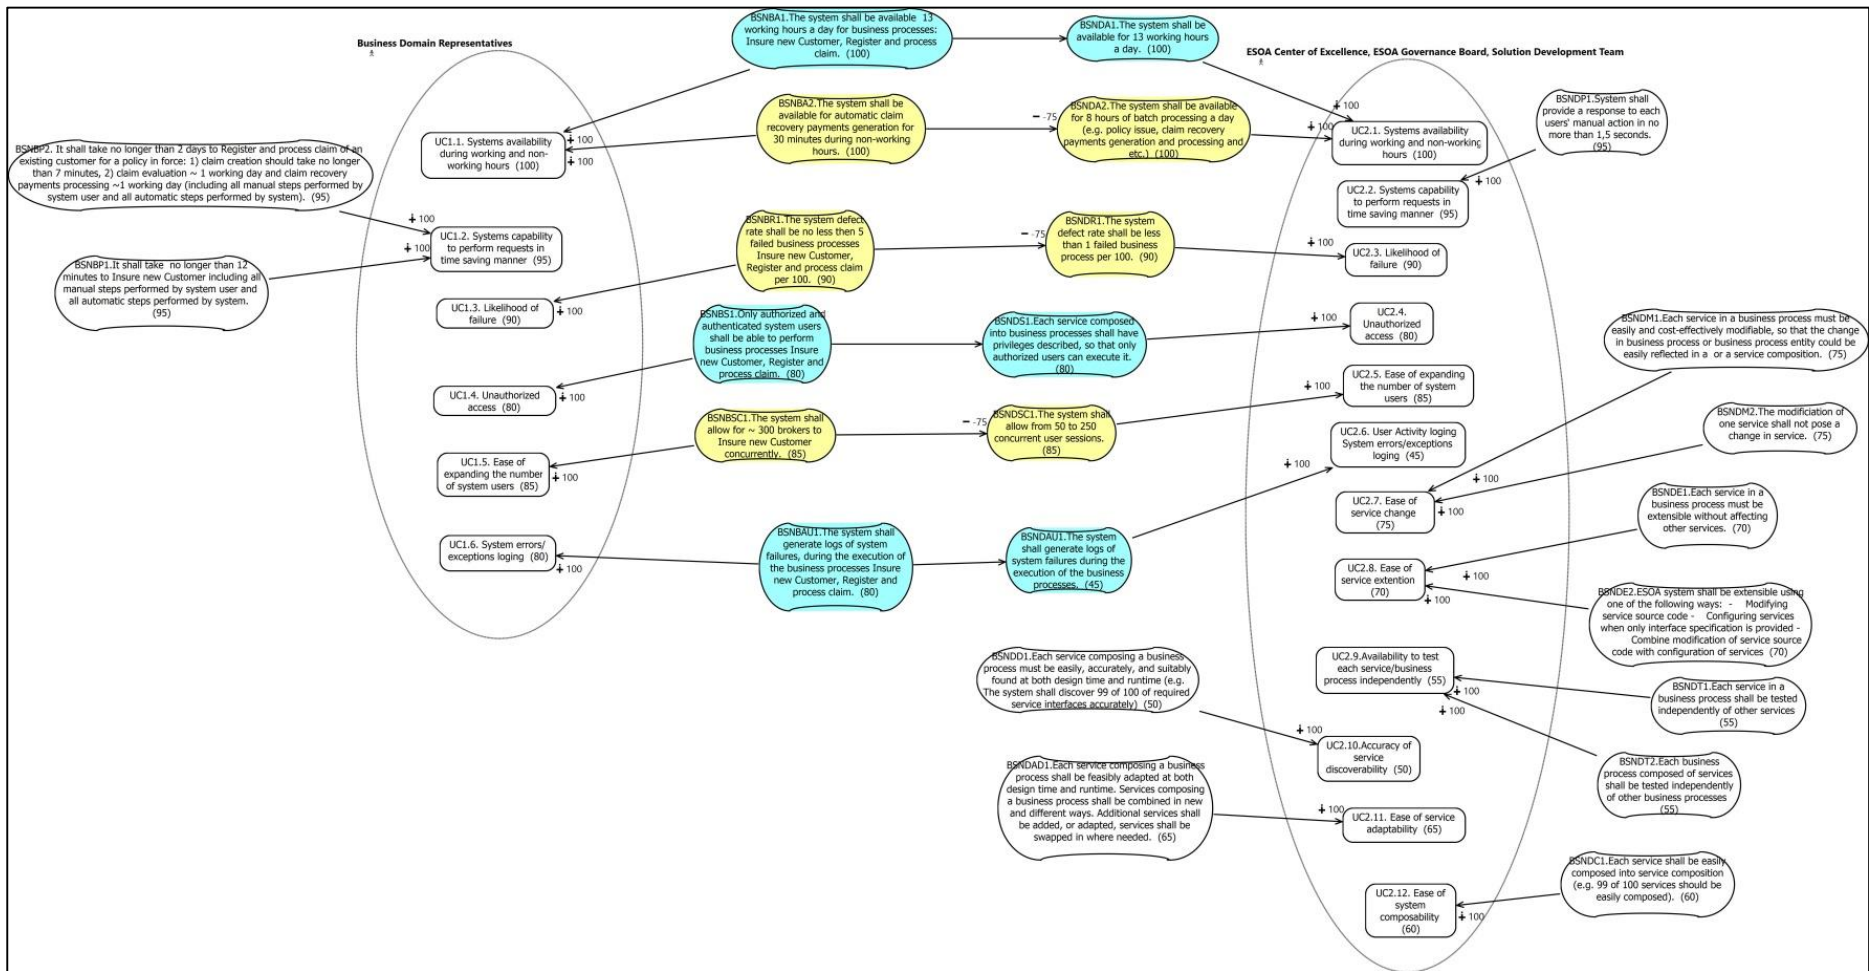 BSNBA1.The system shall be available 13
working hours a day for business processes:
Insure new Customer, Register and process
claim. (100)
BSNDA1.The system shall be
available for 13 working hours
a day. (100)
Business Domain Representatives
ESOA Center of Excellence, ESOA Governance Board, Solution Development Team
BSNBA2.The system shall be
available for automatic claim
recovery payments generation for
30 minutes during non-working
hours. (100)
− -75
BSNDA2.The system shall be available
for 8 hours of batch processing a day
(e.g. policy issue, claim recovery
payments generation and processing and
etc.) (100)
100
BSNDP1.System shall
provide a response to each
users' manual action in no
more than 1,5 seconds.
(95)
UC1.1. Systems availability
during working and non-
working hours (100)
100
100
100
UC2.1. Systems availability
during working and non-working
hours (100)
BSNBP2. It shall take no longer than 2 days to Register and process claim of an
existing customer for a policy in force: 1) claim creation should take no longer
than 7 minutes, 2) claim evaluation ~ 1 working day and claim recovery
payments processing ~1 working day (including all manual steps performed by
system user and all automatic steps performed by system). (95)
100
UC2.2. Systems capability
to perform requests in
time saving manner (95)
100
UC1.2. Systems capability
to perform requests in
time saving manner (95)
100
BSNBR1.The system defect
rate shall be no less then 5
failed business processes
Insure new Customer,
Register and process claim
per 100. (90)
− -75
BSNDR1.The system
defect rate shall be less
than 1 failed business
process per 100. (90)
100
UC2.3. Likelihood of
failure (90)
BSNBP1.It shall take no longer than 12
minutes to Insure new Customer including all
manual steps performed by system user and
all automatic steps performed by system.
(95)
UC1.3. Likelihood of
failure (90)
100
BSNBS1.Only authorized and
authenticated system users
shall be able to perform
business processes Insure
new Customer, Register and
process claim. (80)
BSNDS1.Each service composed
into business processes shall have
privileges described, so that only
authorized users can execute it.
(80)
100
UC2.4.
Unauthorized
access (80)
BSNDM1.Each service in a business process must be
easily and cost-effectively modifiable, so that the change
in business process or business process entity could be
easily reflected in a or a service composition. (75)
UC1.4. Unauthorized
access (80)
100
100
UC2.5. Ease of expanding
the number of system
users (85)
BSNBSC1.The system shall
allow for ~ 300 brokers to
Insure new Customer
concurrently. (85)
− -75
BSNDSC1.The system shall
allow from 50 to 250
concurrent user sessions.
(85)
UC2.6. User Activity loging
System errors/exceptions
loging (45)
100
BSNDM2.The modificiation of
one service shall not pose a
change in service.
(75)
UC1.5. Ease of
expanding the number
of system users (85)
100
100
UC2.7. Ease of
service change
(75)
100
BSNDE1.Each service in a
business process must be
extensible without affecting
other services. (70)
UC1.6. System errors/
exceptions loging (80)
100
BSNBAU1.The system shall
generate logs of system
failures, during the execution of
the business processes Insure
new Customer, Register and
process claim. (80)
BSNDAU1.The system
shall generate logs of
system failures during the
execution of the business
processes. (45)
UC2.8. Ease of
service extention
(70)
100
100
BSNDE2.ESOA system shall be extensible using
one of the following ways: - Modifying
service source code - Configuring services
when only interface specification is provided -
Combine modification of service source
code with configuration of services (70)
BSNDD1.Each service composing a business
process must be easily, accurately, and suitably
found at both design time and runtime (e.g.
The system shall discover 99 of 100 of required
service interfaces accurately) (50)
UC2.9.Availability to test
each service/business
process independently (55)
100
100
BSNDT1.Each service in a
business process shall be tested
independently of other services
(55)
100
UC2.10.Accuracy of
service
discoverability (50)
BSNDT2.Each business
process composed of services
shall be tested independently
of other business processes
(55)
BSNDAD1.Each service composing a business
process shall be feasibly adapted at both
design time and runtime. Services composing
a business process shall be combined in new
and different ways. Additional services shall
be added, or adapted, services shall be
swapped in where needed. (65)
100
UC2.11. Ease of service
adaptability (65)
BSNDC1.Each service shall be easily
composed into service composition
(e.g. 99 of 100 services should be
easily composed). (60)
UC2.12. Ease of
system
composability
(60)
100